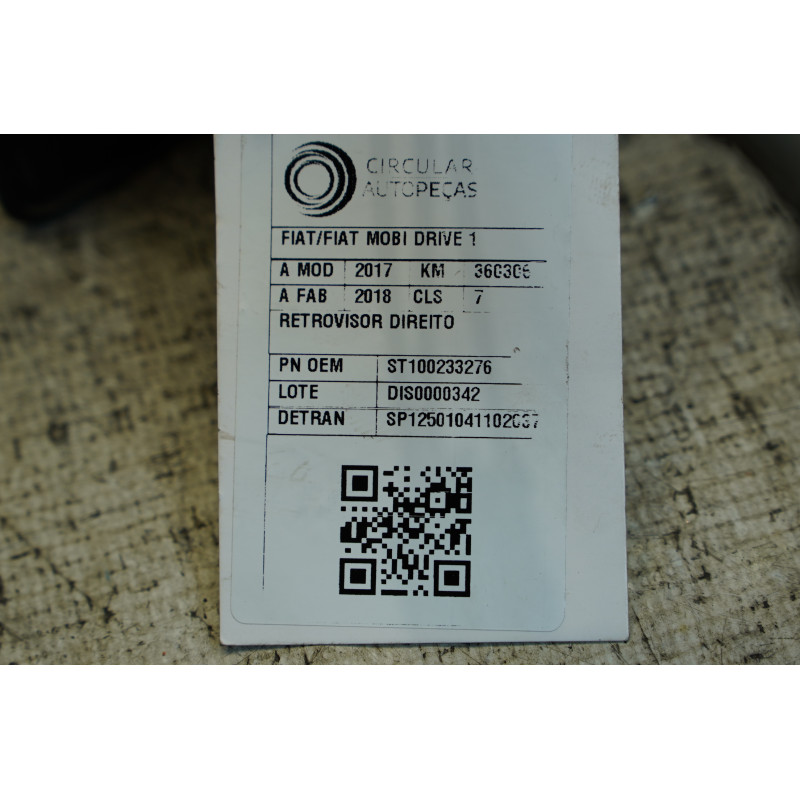 CIRCULAR
AUTOPEÇAS
FIAT/FIAT MOBI DRIVE 1
A MOD 2017 KM
A FAB 2018 CLS 7
RETROVISOR DIREITO
PN OEM ST100233276
LOTE DIS0000342
DETRAN